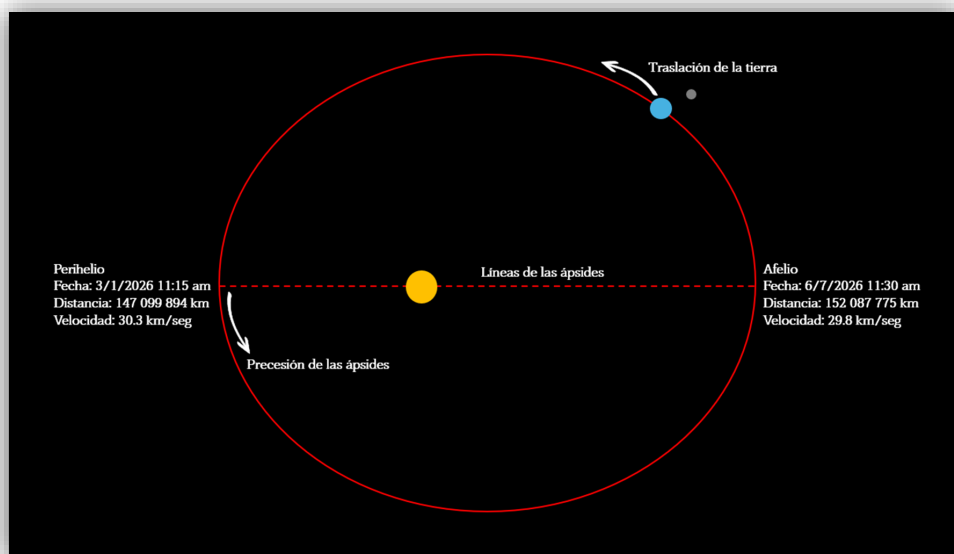 Traslación de la tierra
Líneas de las ápsides
Perihelio
Fecha: 3/1/2026 11:15 am
Distancia: 147 099 894 km
Velocidad: 30.3 km/seg
Afelio
Fecha: 6/7/2026 11:30 am
Distancia: 152 087 775 km
Velocidad: 29.8 km/seg
Precesión de las ápsides